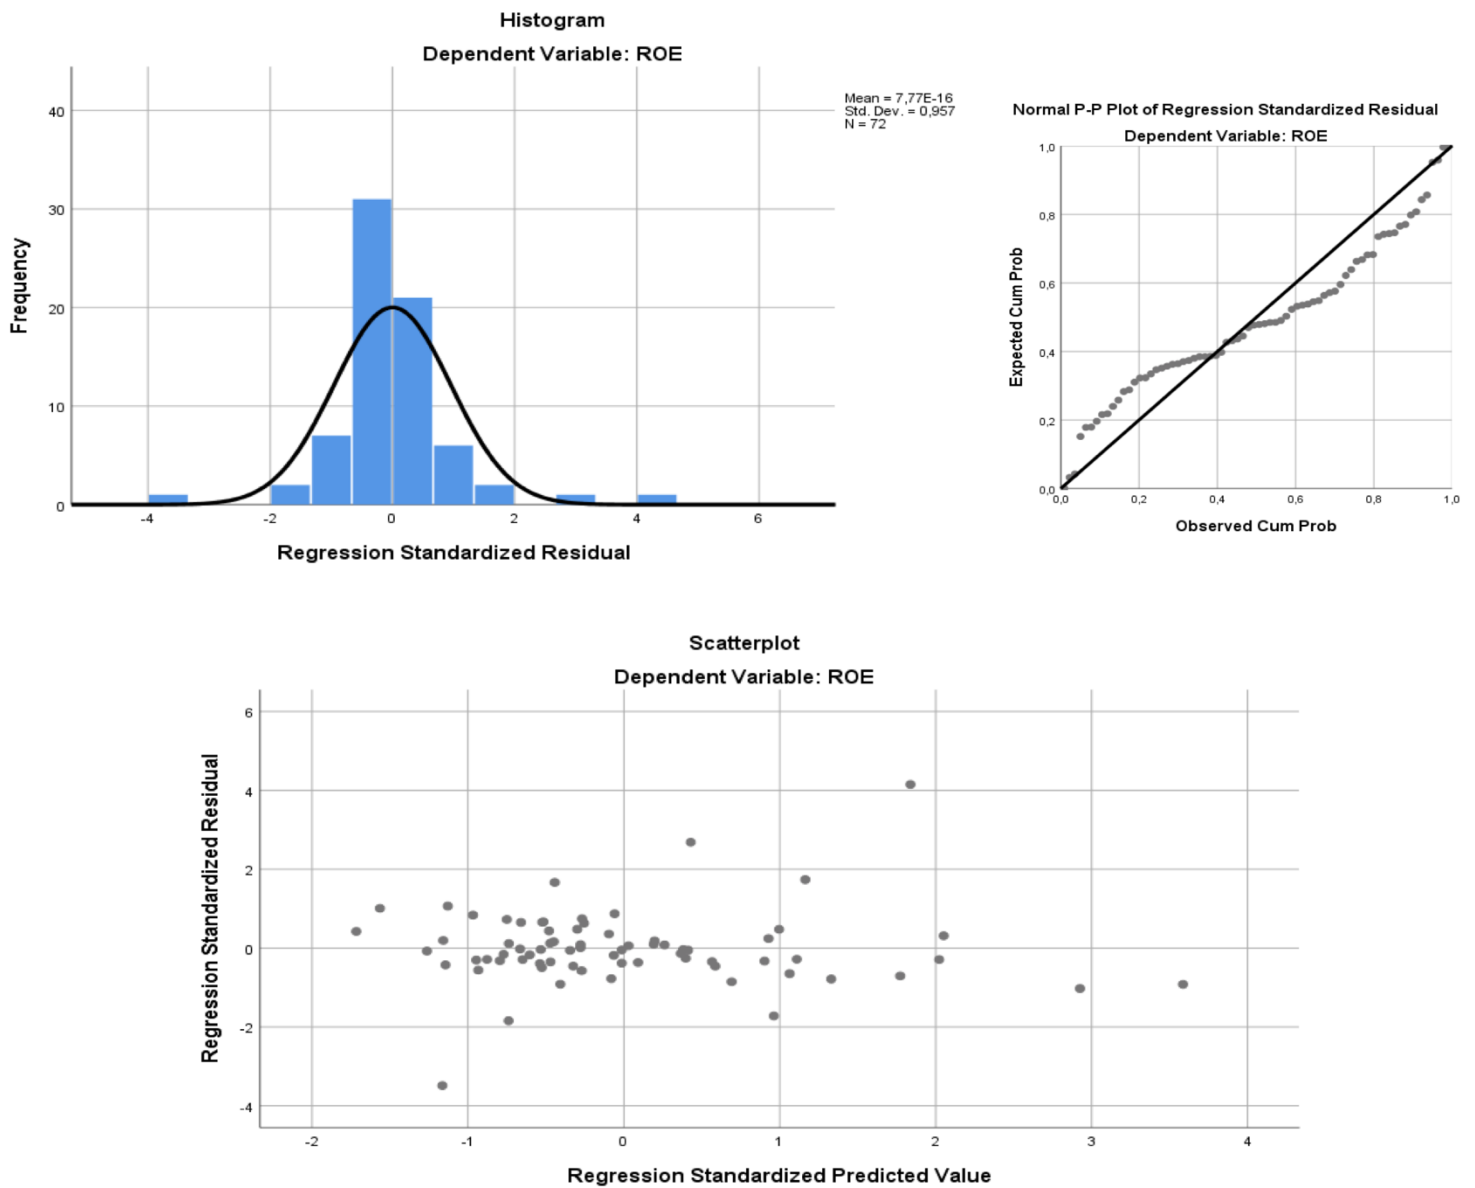 Histogram
Dependent Variable: ROE
Mean = 7,77E-16
Std. Dev. = 0,957
N = 72
Frequency
40
30
20
10
0
-4 -2 0 2 4 6
Regression Standardized Residual
Normal P-P Plot of Regression Standardized Residual
Dependent Variable: ROE
Expected Cum Prob
1,0
0,8
0,6
0,4
0,2
0,0
0,0 0,2 0,4 0,6 0,8 1,0
Observed Cum Prob
Scatterplot
Dependent Variable: ROE
Regression Standardized Residual
6
4
2
0
-2
-4
-2 -1 0 1 2 3 4
Regression Standardized Predicted Value